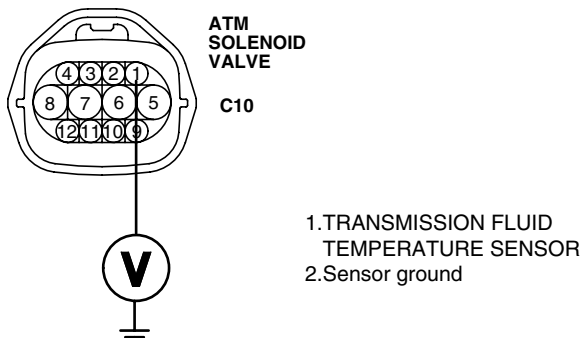 ATM
SOLENOID
VALVE
4 3 2 1
8 7 6 5
C10
12 11 10 9
V
1.TRANSMISSION FLUID
TEMPERATURE SENSOR
2.Sensor ground